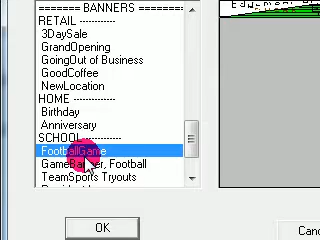 ======= BANNERS =======
RETAIL ------------
3DaySale
GrandOpening
GoingOut of Business
GoodCoffee
NewLocation
HOME -------------
Birthday
Anniversary
SCHOOL ------------
FootballGame
GameBanner, Football
TeamSports Tryouts
OK